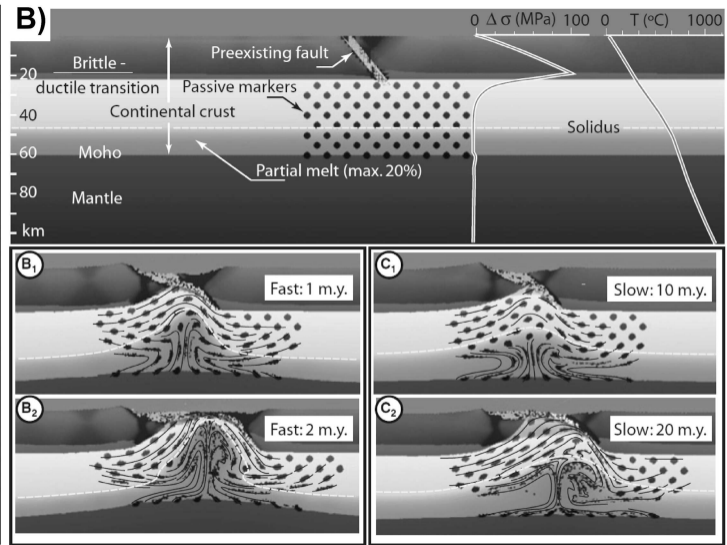 B)
0 Δ σ (MPa) 100 0 T (ºC) 1000
Preexisting fault
Brittle -
20
ductile transition
Passive markers
40
Continental crust
Solidus
60
Moho
Partial melt (max. 20%)
80
Mantle
km
B1
Fast: 1 m.y.
C1
Slow: 10 m.y.
B2
Fast: 2 m.y.
C2
Slow: 20 m.y.